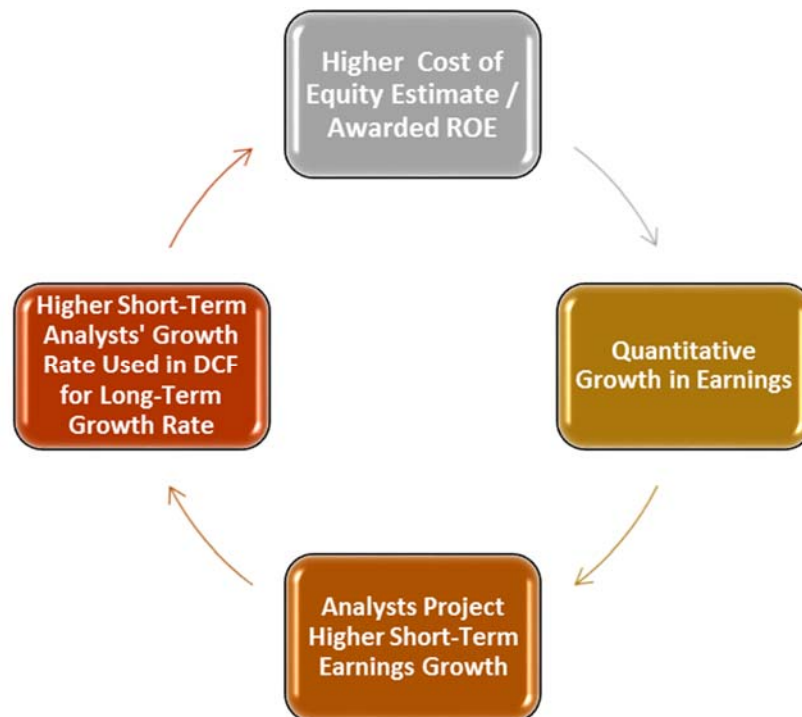 Higher Cost of
Equity Estimate /
Awarded ROE
Quantitative
Growth in Earnings
Analysts Project
Higher Short-Term
Earnings Growth
Higher Short-Term
Analysts' Growth
Rate Used in DCF
for Long-Term
Growth Rate